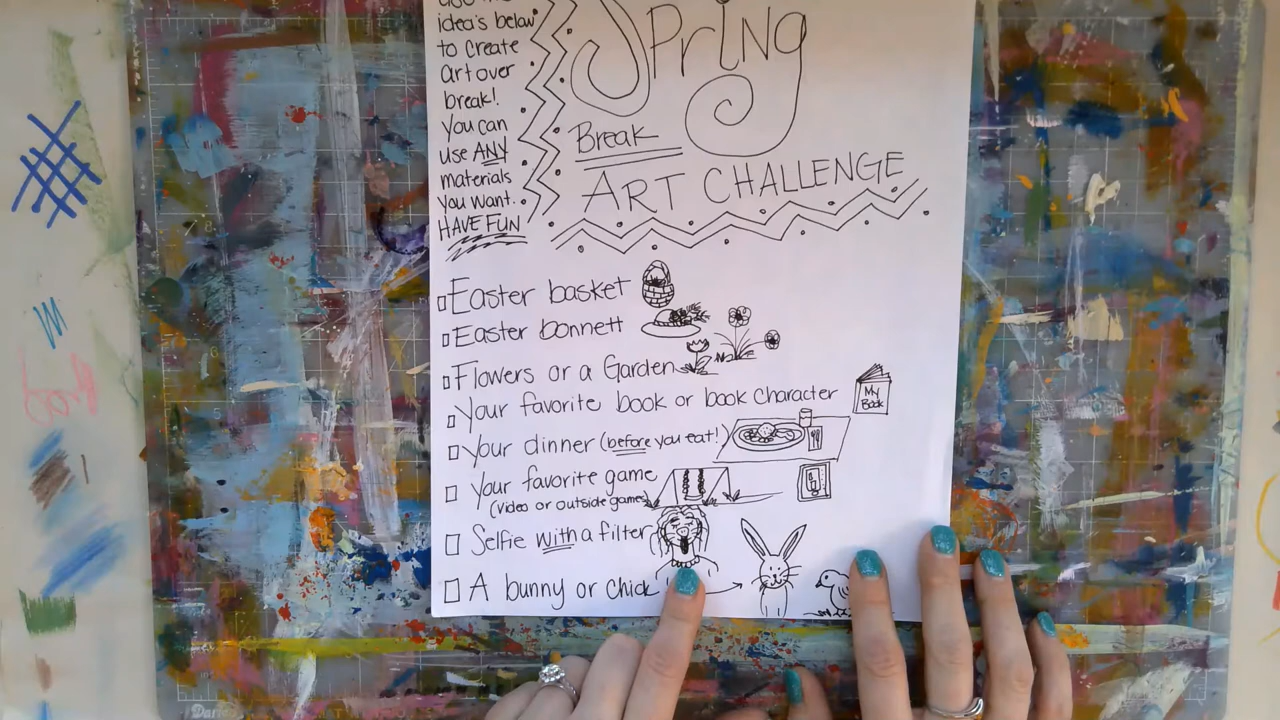 idea's below
to create
art over
break!
You can
use ANY
materials
you want.
HAVE FUN
Spring
Break
ART CHALLENGE
Easter basket
Easter bonnett
Flowers or a Garden
Your favorite book or book character
My
Book
Your dinner (before you eat!)
Your favorite game
(video or outside games)
Selfie with a filter
A bunny or chick